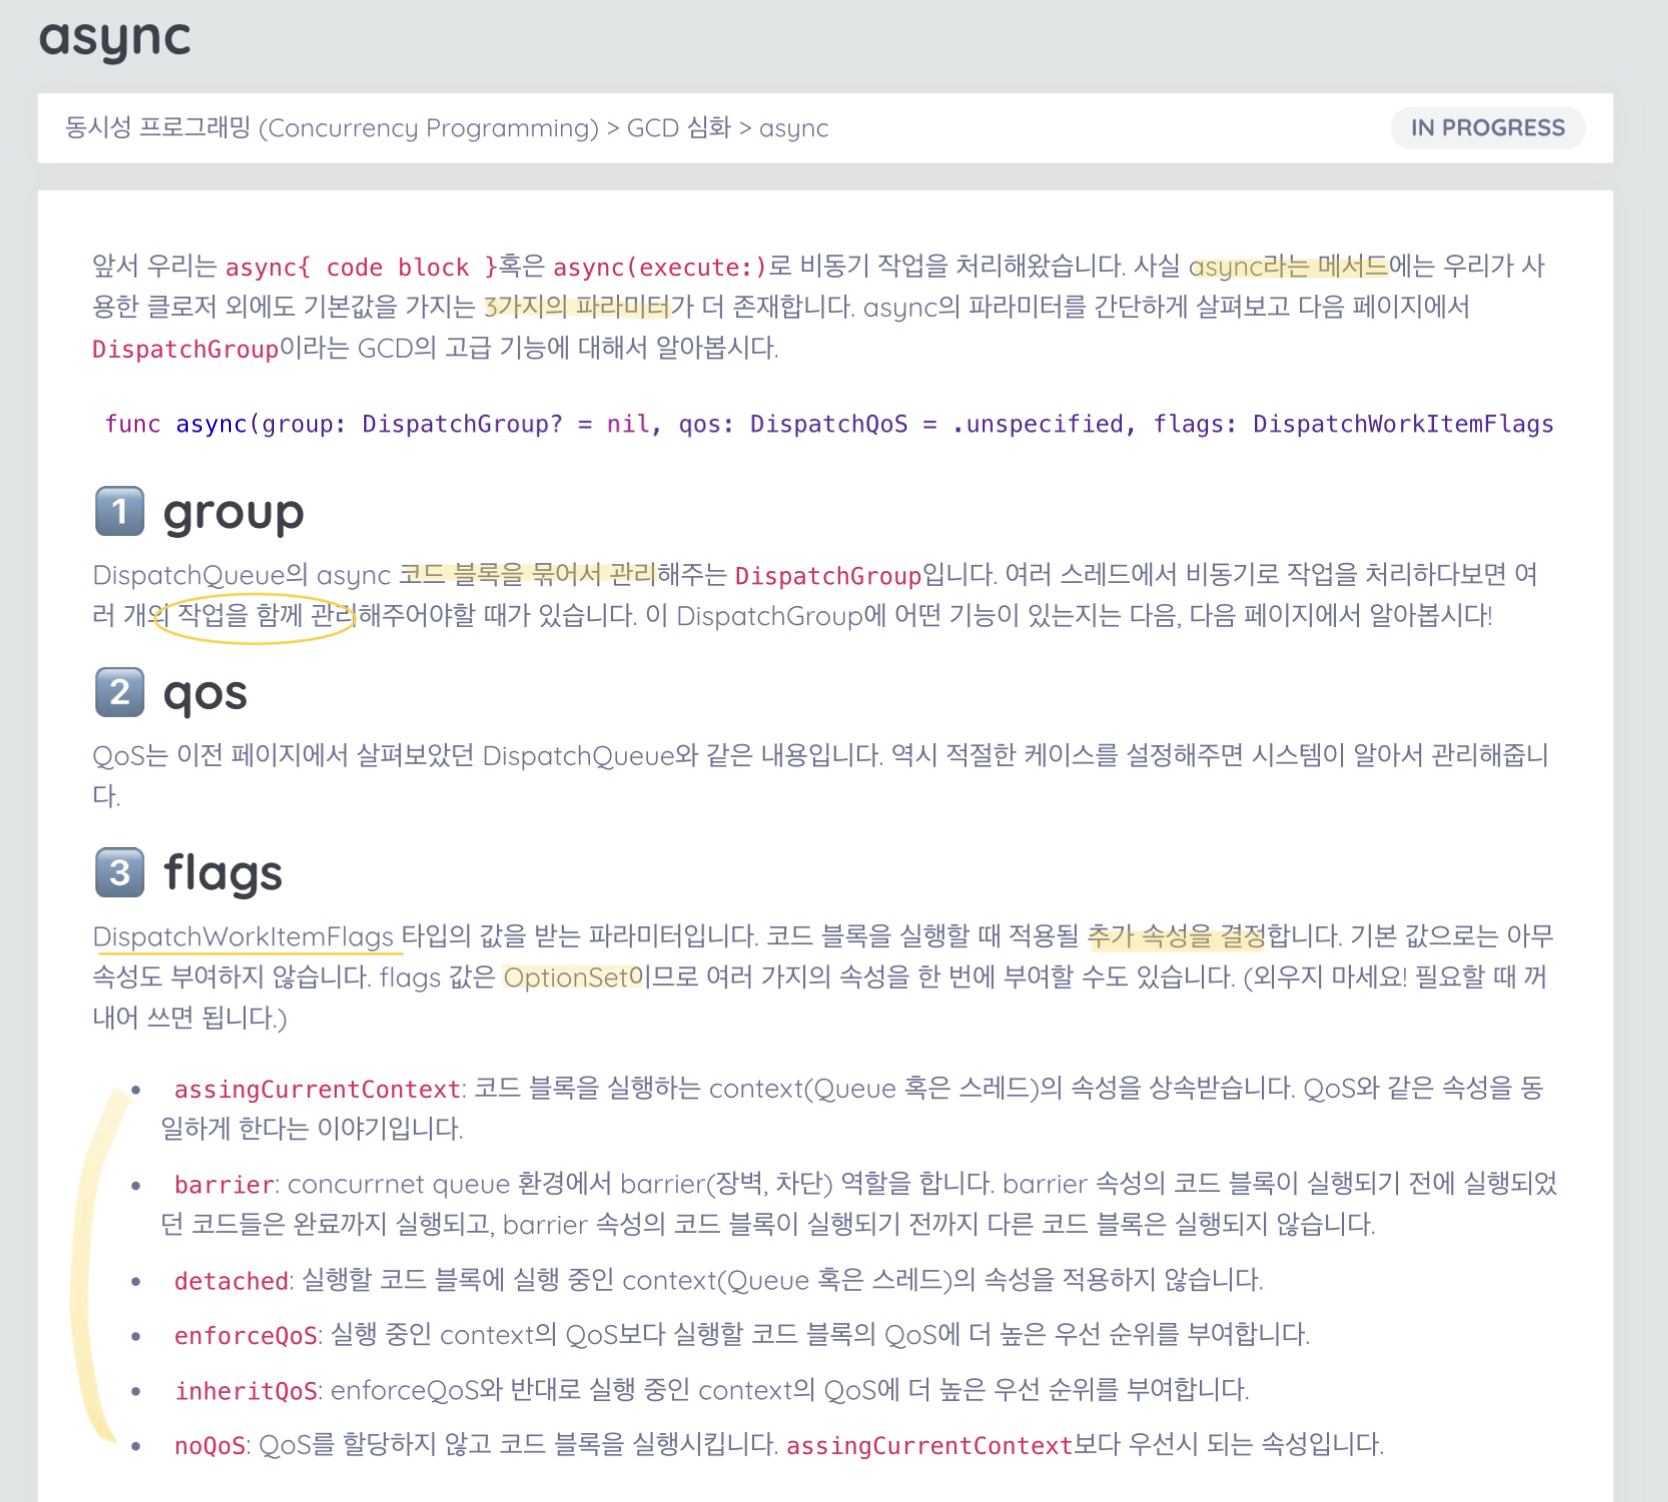 async
동시성 프로그래밍 (Concurrency Programming) > GCD 심화 > async
IN PROGRESS
앞서 우리는 async{ code block }혹은 async(execute:)로 비동기 작업을 처리해왔습니다. 사실 async라는 메서드에는 우리가 사
용한 클로저 외에도 기본값을 가지는 3가지의 파라미터가 더 존재합니다. async의 파라미터를 간단하게 살펴보고 다음 페이지에서
DispatchGroup이라는 GCD의 고급 기능에 대해서 알아봅시다.
func async(group: DispatchGroup? = nil, qos: DispatchQoS = .unspecified, flags: DispatchWorkItemFlags
1 group
DispatchQueue의 async 코드 블록을 묶어서 관리해주는 DispatchGroup입니다. 여러 스레드에서 비동기로 작업을 처리하다보면 여
러 개의 작업을 함께 관리해주어야할 때가 있습니다. 이 DispatchGroup에 어떤 기능이 있는지는 다음, 다음 페이지에서 알아봅시다!
2 qos
QoS는 이전 페이지에서 살펴보았던 DispatchQueue와 같은 내용입니다. 역시 적절한 케이스를 설정해주면 시스템이 알아서 관리해줍니
다.
3 flags
DispatchWorkItemFlags 타입의 값을 받는 파라미터입니다. 코드 블록을 실행할 때 적용될 추가 속성을 결정합니다. 기본 값으로는 아무
속성도 부여하지 않습니다. flags 값은 OptionSet이므로 여러 가지의 속성을 한 번에 부여할 수도 있습니다. (외우지 마세요! 필요할 때 꺼
내어 쓰면 됩니다.)
• assingCurrentContext: 코드 블록을 실행하는 context(Queue 혹은 스레드)의 속성을 상속받습니다. QoS와 같은 속성을 동
일하게 한다는 이야기입니다.
• barrier: concurrnet queue 환경에서 barrier(장벽, 차단) 역할을 합니다. barrier 속성의 코드 블록이 실행되기 전에 실행되었
던 코드들은 완료까지 실행되고, barrier 속성의 코드 블록이 실행되기 전까지 다른 코드 블록은 실행되지 않습니다.
• detached: 실행할 코드 블록에 실행 중인 context(Queue 혹은 스레드)의 속성을 적용하지 않습니다.
• enforceQoS: 실행 중인 context의 QoS보다 실행할 코드 블록의 QoS에 더 높은 우선 순위를 부여합니다.
• inheritQoS: enforceQoS와 반대로 실행 중인 context의 QoS에 더 높은 우선 순위를 부여합니다.
• noQoS: QoS를 할당하지 않고 코드 블록을 실행시킵니다. assingCurrentContext보다 우선시 되는 속성입니다.